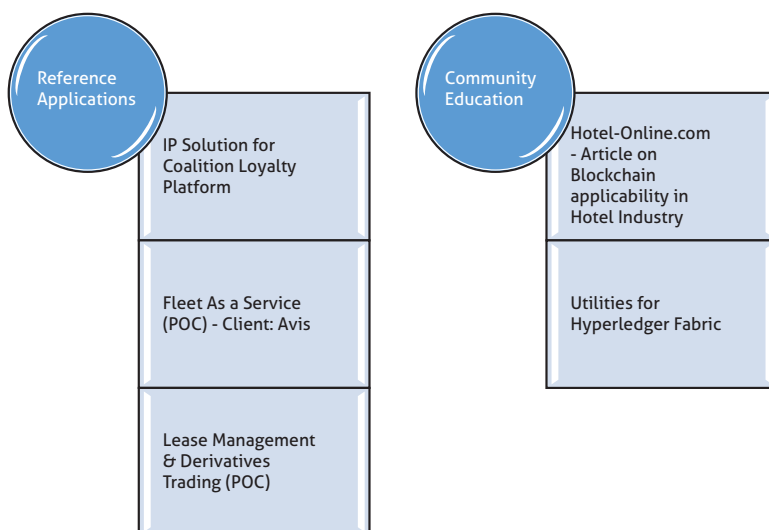 Reference
Applications
IP Solution for
Coalition Loyalty
Platform
Fleet As a Service
(POC) - Client: Avis
Lease Management
& Derivatives
Trading (POC)
Community
Education
Hotel-Online.com
- Article on
Blockchain
applicability in
Hotel Industry
Utilities for
Hyperledger Fabric